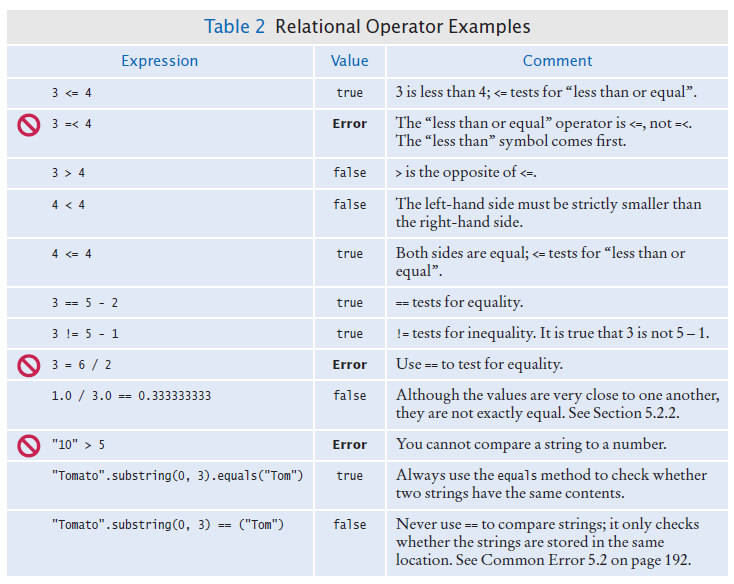 Table 2 Relational Operator Examples
Expression Value Comment
3 <= 4 true 3 is less than 4; <= tests for “less than or equal”.
3 =< 4 Error The “less than or equal” operator is <=, not =<.
The “less than” symbol comes first.
3 > 4 false > is the opposite of <=.
4 < 4 false The left-hand side must be strictly smaller than
the right-hand side.
4 <= 4 true Both sides are equal; <= tests for “less than or
equal”.
3 == 5 - 2 true == tests for equality.
3 != 5 - 1 true != tests for inequality. It is true that 3 is not 5 – 1.
3 = 6 / 2 Error Use == to test for equality.
1.0 / 3.0 == 0.333333333 false Although the values are very close to one another,
they are not exactly equal. See Section 5.2.2.
"10" > 5 Error You cannot compare a string to a number.
"Tomato".substring(0, 3).equals("Tom") true Always use the equals method to check whether
two strings have the same contents.
"Tomato".substring(0, 3) == ("Tom") false Never use == to compare strings; it only checks
whether the strings are stored in the same
location. See Common Error 5.2 on page 192.